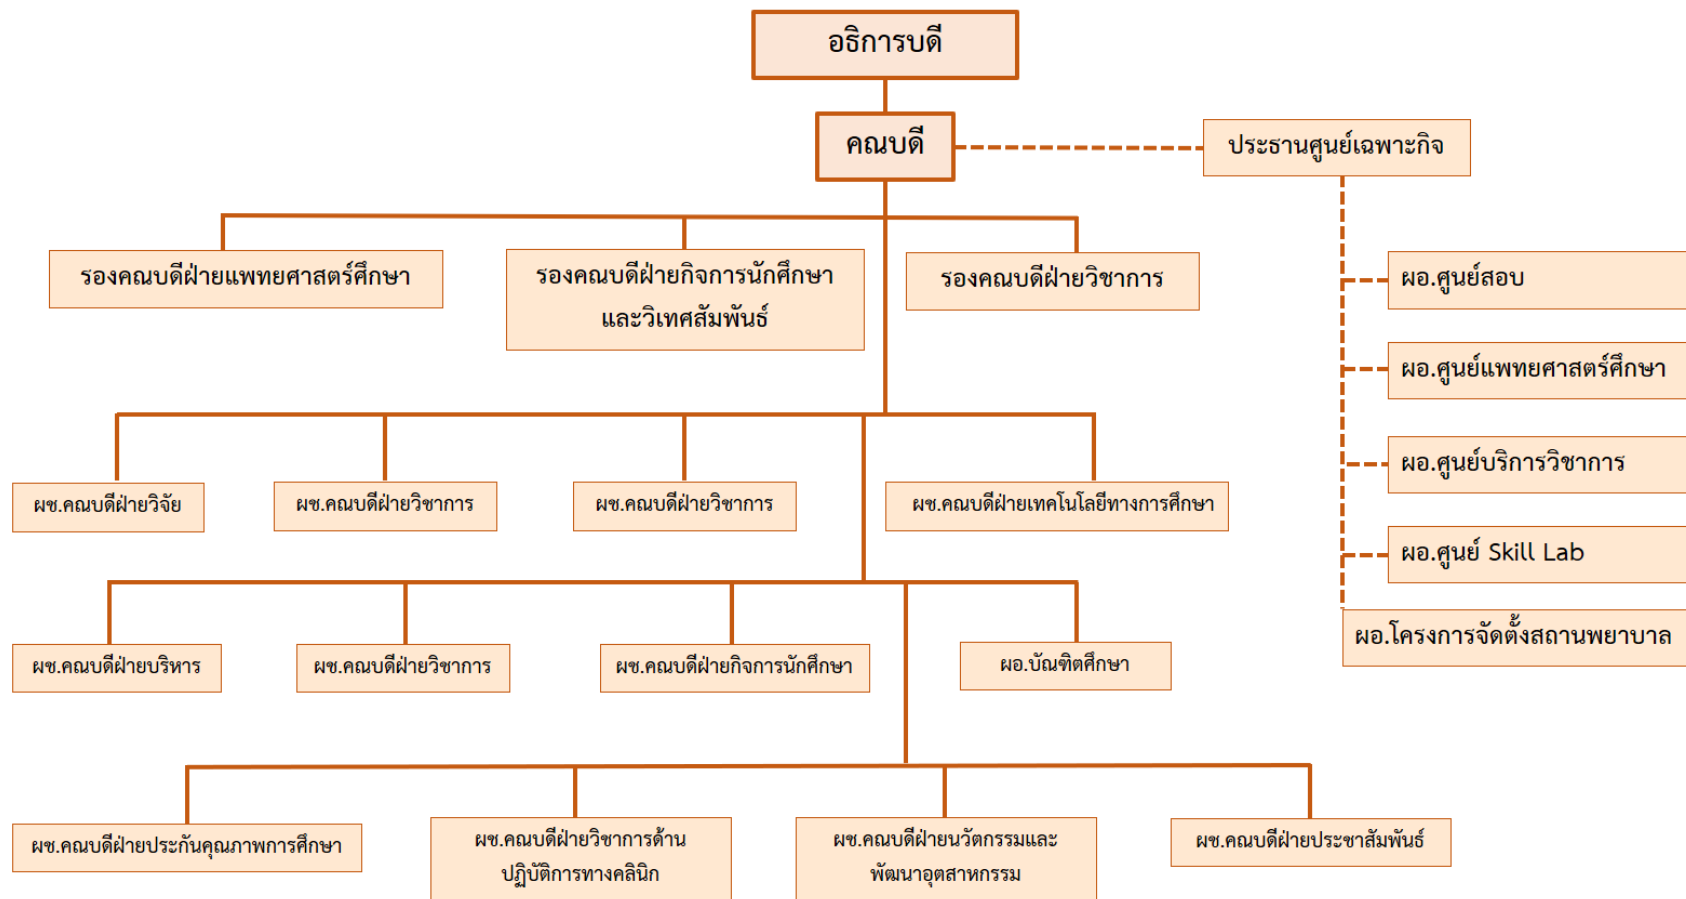 อธิการบดี
คณบดี
ประธานศูนย์เฉพาะกิจ
รองคณบดีฝ่ายแพทยศาสตร์ศึกษา
รองคณบดีฝ่ายกิจการนักศึกษา
และวิเทศสัมพันธ์
รองคณบดีฝ่ายวิชาการ
ผอ.ศูนย์สอบ
ผอ.ศูนย์แพทยศาสตร์ศึกษา
ผอ.ศูนย์บริการวิชาการ
ผอ.ศูนย์ Skill Lab
ผอ.โครงการจัดตั้งสถานพยาบาล
ผช.คณบดีฝ่ายวิจัย
ผช.คณบดีฝ่ายวิชาการ
ผช.คณบดีฝ่ายวิชาการ
ผช.คณบดีฝ่ายเทคโนโลยีทางการศึกษา
ผช.คณบดีฝ่ายบริหาร
ผช.คณบดีฝ่ายวิชาการ
ผช.คณบดีฝ่ายกิจการนักศึกษา
ผอ.บัณฑิตศึกษา
ผช.คณบดีฝ่ายประกันคุณภาพการศึกษา
ผช.คณบดีฝ่ายวิชาการด้าน
ปฏิบัติการทางคลินิก
ผช.คณบดีฝ่ายนวัตกรรมและ
พัฒนาอุตสาหกรรม
ผช.คณบดีฝ่ายประชาสัมพันธ์